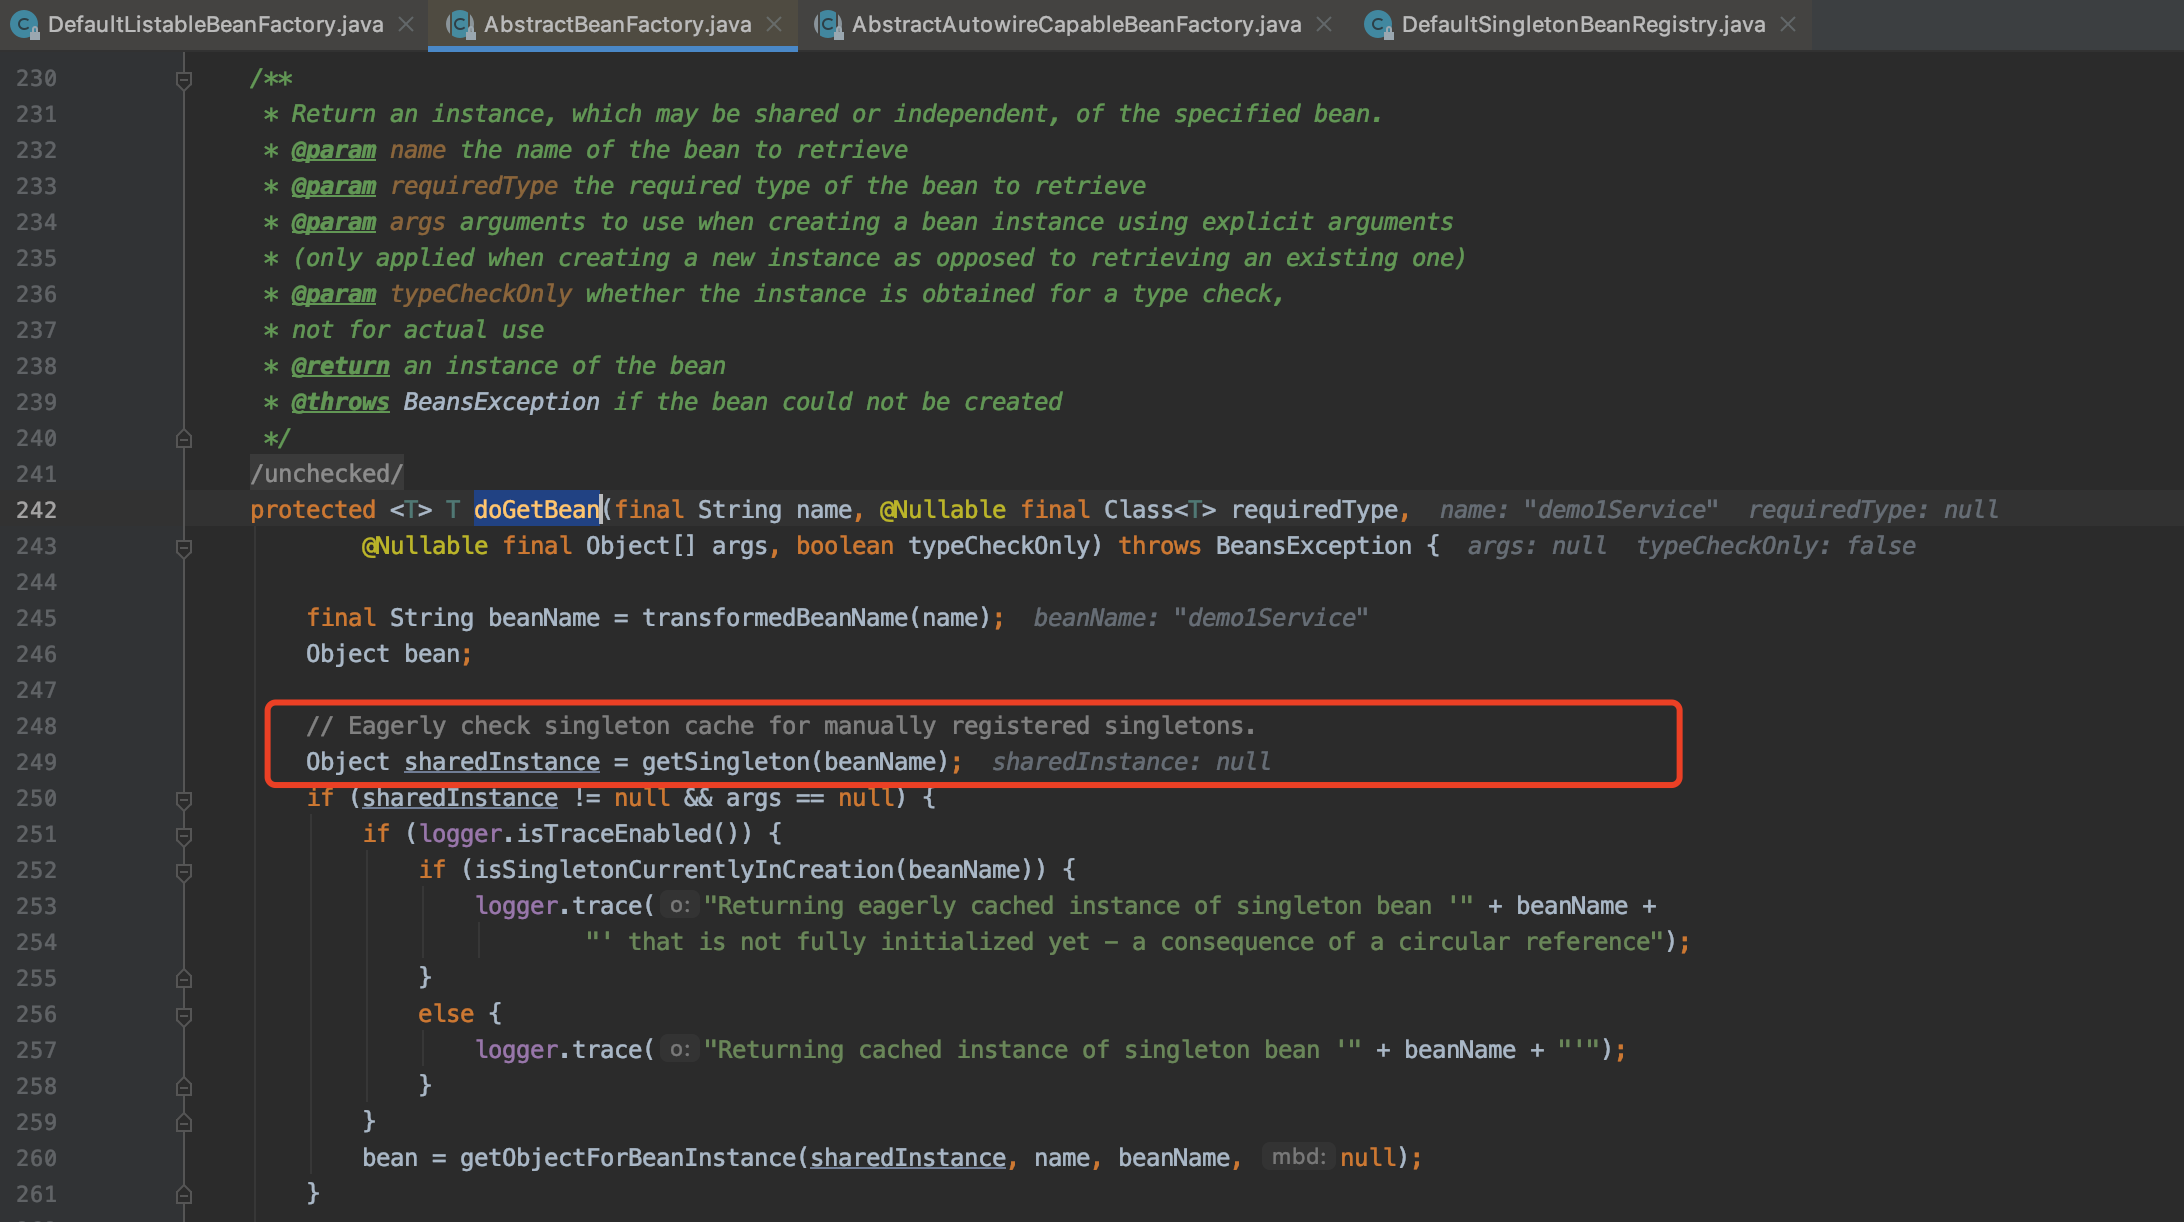 DefaultListableBeanFactory.java AbstractBeanFactory.java AbstractAutowireCapableBeanFactory.java DefaultSingletonBeanRegistry.java
230 /**
231 * Return an instance, which may be shared or independent, of the specified bean.
232 * @param name the name of the bean to retrieve
233 * @param requiredType the required type of the bean to retrieve
234 * @param args arguments to use when creating a bean instance using explicit arguments
235 * (only applied when creating a new instance as opposed to retrieving an existing one)
236 * @param typeCheckOnly whether the instance is obtained for a type check,
237 * not for actual use
238 * @return an instance of the bean
239 * @throws BeansException if the bean could not be created
240 */
241 /unchecked/
242 protected <T> T doGetBean(final String name, @Nullable final Class<T> requiredType, name: "demo1Service" requiredType: null
243 @Nullable final Object[] args, boolean typeCheckOnly) throws BeansException { args: null typeCheckOnly: false
244
245 final String beanName = transformedBeanName(name); beanName: "demo1Service"
246 Object bean;
247
248 // Eagerly check singleton cache for manually registered singletons.
249 Object sharedInstance = getSingleton(beanName); sharedInstance: null
250 if (sharedInstance != null && args == null) {
251 if (logger.isTraceEnabled()) {
252 if (isSingletonCurrentlyInCreation(beanName)) {
253 logger.trace( o: "Returning eagerly cached instance of singleton bean '" + beanName +
254 "' that is not fully initialized yet - a consequence of a circular reference");
255 }
256 else {
257 logger.trace( o: "Returning cached instance of singleton bean '" + beanName + "'");
258 }
259 }
260 bean = getObjectForBeanInstance(sharedInstance, name, beanName, mbd: null);
261 }